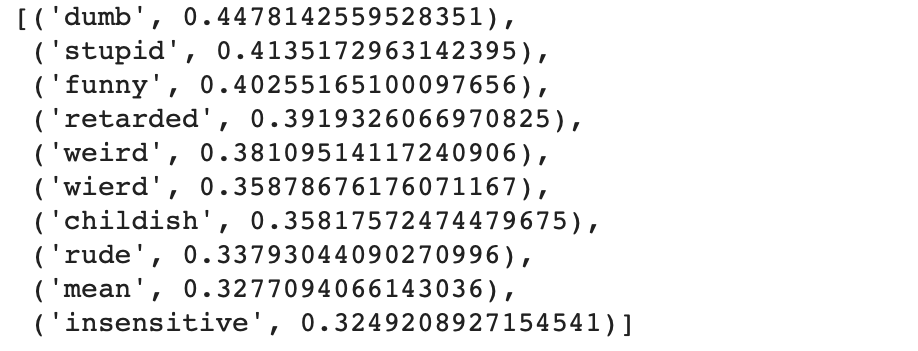 [('dumb', 0.4478142559528351),
('stupid', 0.4135172963142395),
('funny', 0.40255165100097656),
('retarded', 0.3919326066970825),
('weird', 0.38109514117240906),
('wierd', 0.35878676176071167),
('childish', 0.35817572474479675),
('rude', 0.33793044090270996),
('mean', 0.3277094066143036),
('insensitive', 0.3249208927154541)]